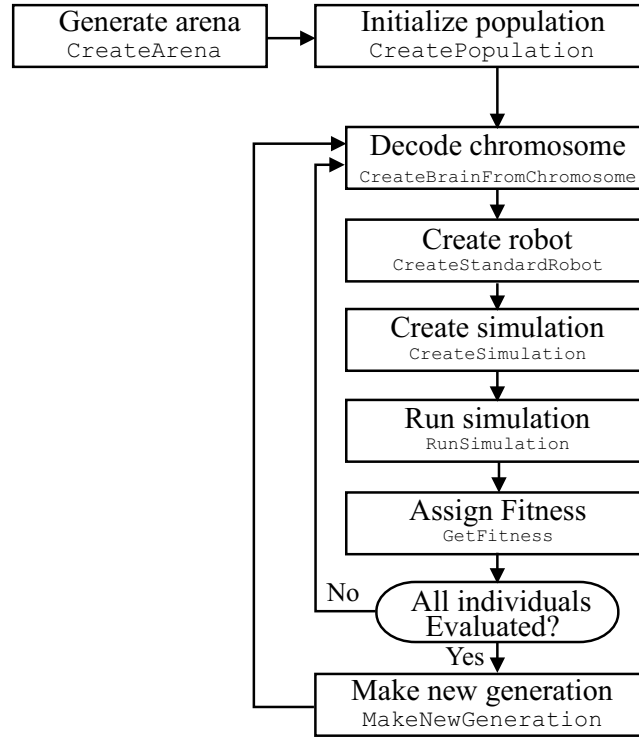 Generate arena
CreateArena
Initialize population
CreatePopulation
Decode chromosome
CreateBrainFromChromosome
Create robot
CreateStandardRobot
Create simulation
CreateSimulation
Run simulation
RunSimulation
Assign Fitness
GetFitness
No
All individuals
Evaluated?
Yes
Make new generation
MakeNewGeneration